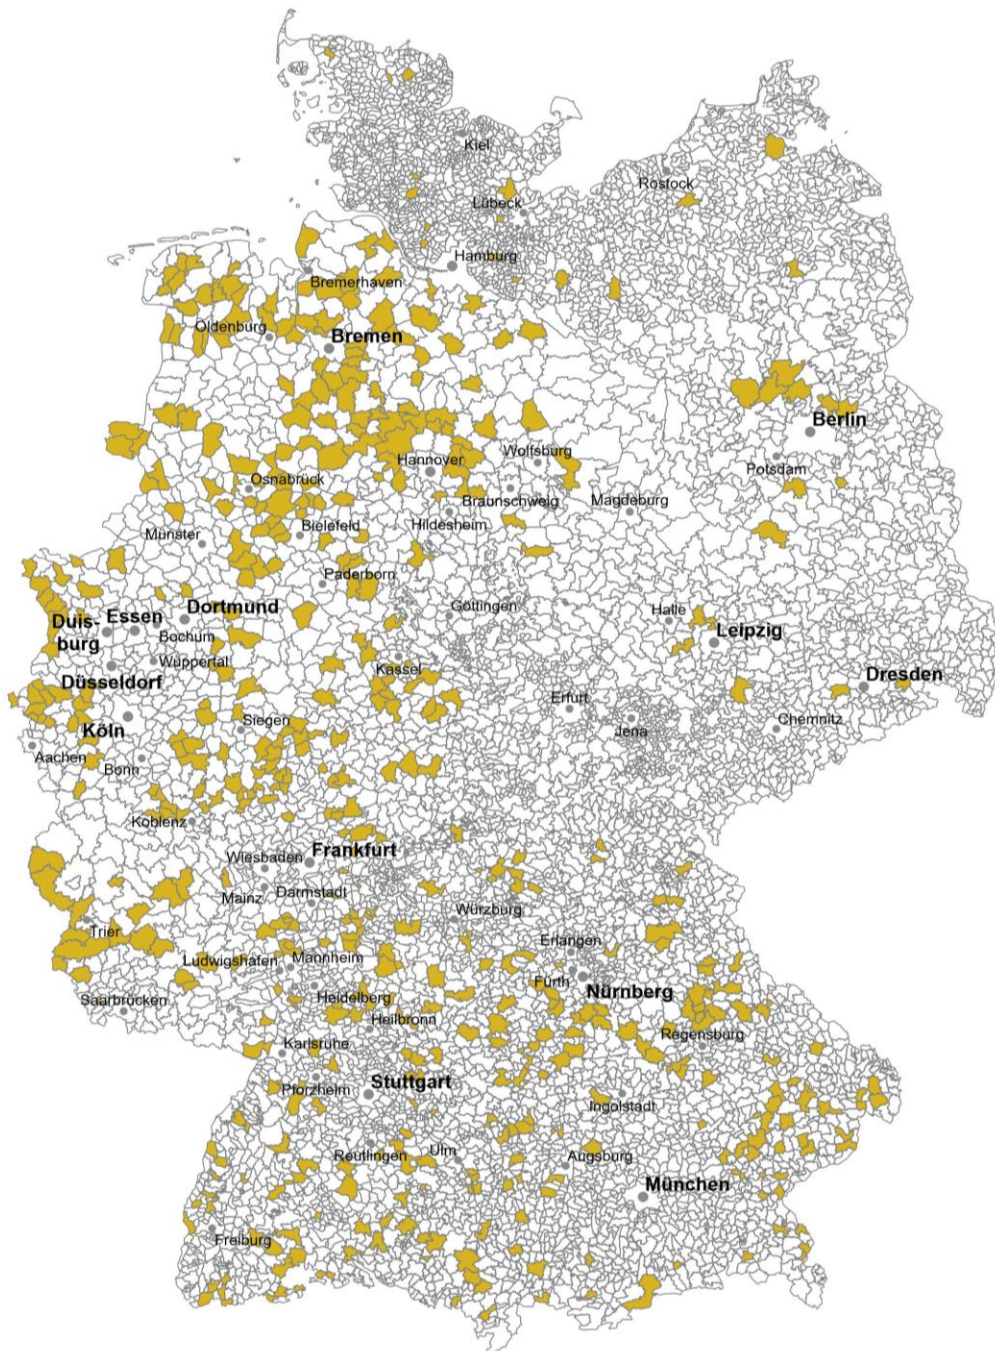 Kiel
Rostock
Lübeck
Hamburg
Bremerhaven
Oldenburg
Bremen
Berlin
Wolfsburg
Hannover
Potsdam
Osnabrück
Braunschweig
Magdeburg
Bielefeld
Hildesheim
Münster
Paderborn
Göttingen
Halle
Dortmund
Essen
Duis-
burg
Bochum
Leipzig
Wuppertal
Kassel
Düsseldorf
Dresden
Erfurt
Köln
Siegen
Jena
Chemnitz
Aachen
Bonn
Koblenz
Frankfurt
Wiesbaden
Mainz
Darmstadt
Würzburg
Trier
Erlangen
Ludwigshafen
Mannheim
Fürth
Nürnberg
Saarbrücken
Heidelberg
Heilbronn
Regensburg
Karlsruhe
Pforzheim
Stuttgart
Ingolstadt
Reutlingen
Ulm
Augsburg
München
Freiburg